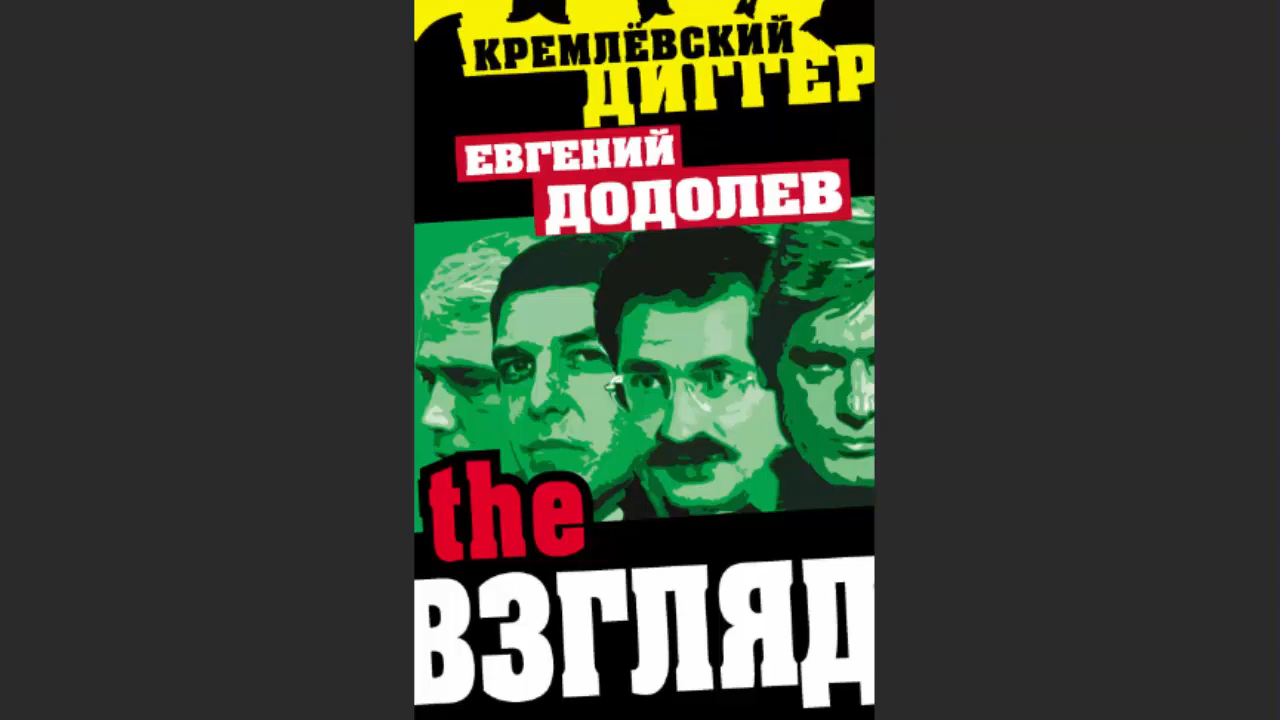 КРЕМЛЁВСКИЙ
ДИГГЕР
ЕВГЕНИЙ
ДОДОЛЕВ
the
ВЗГЛЯД